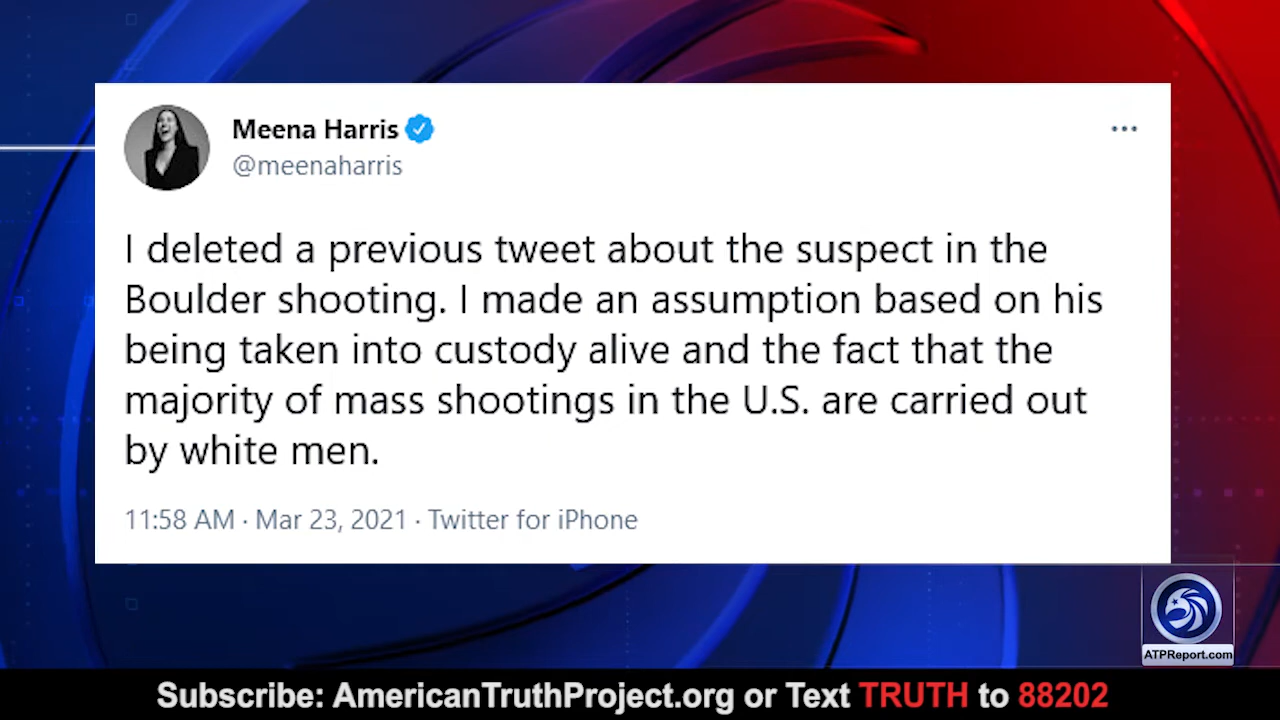 Meena Harris
@meenaharris
I deleted a previous tweet about the suspect in the
Boulder shooting. I made an assumption based on his
being taken into custody alive and the fact that the
majority of mass shootings in the U.S. are carried out
by white men.
11:58 AM · Mar 23, 2021 · Twitter for iPhone
ATPReport.com
Subscribe: AmericanTruthProject.org or Text TRUTH to 88202